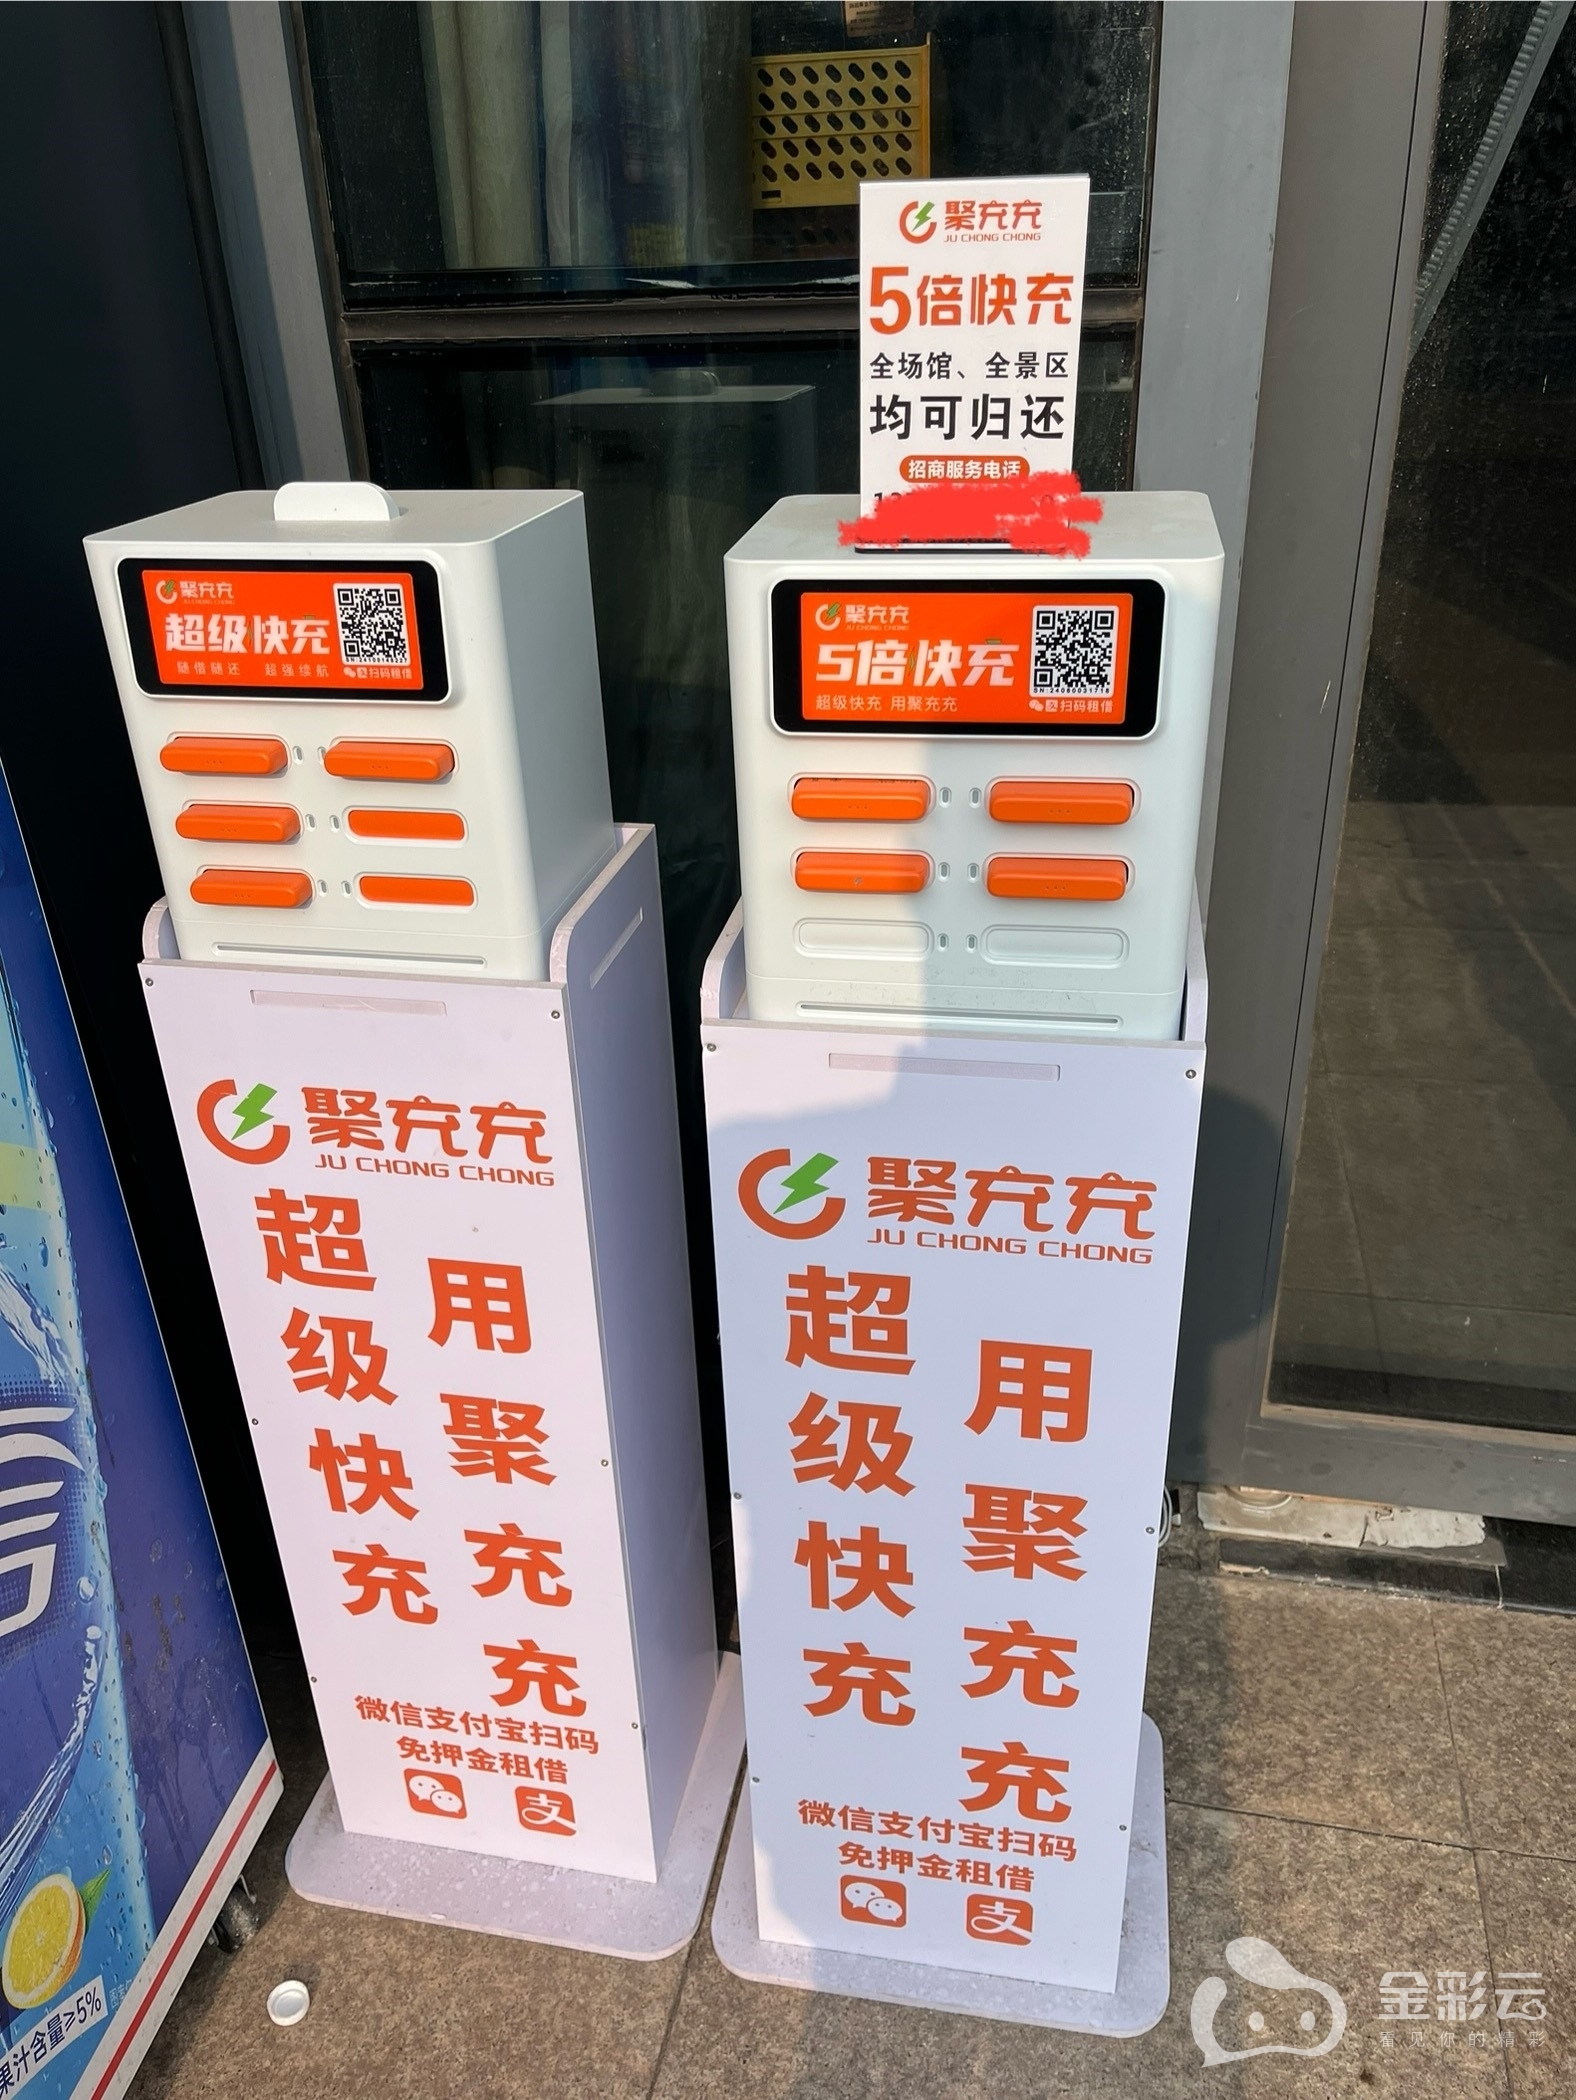 聚充充
JU CHONG CHONG
5倍快充
全场馆、全景区
均可归还
招商服务电话
聚充充
JU CHONG CHONG
超级快充
随借随还 超强续航
扫码租借
聚充充
JU CHONG CHONG
5倍快充
超级快充 用聚充充
SN:24080031718
扫码租借
聚充充
JU CHONG CHONG
超级快充
用聚充充
微信支付宝扫码
免押金租借
支
聚充充
JU CHONG CHONG
超级快充
用聚充充
微信支付宝扫码
免押金租借
支
果汁含量≥5%
金彩云
看见你的精彩